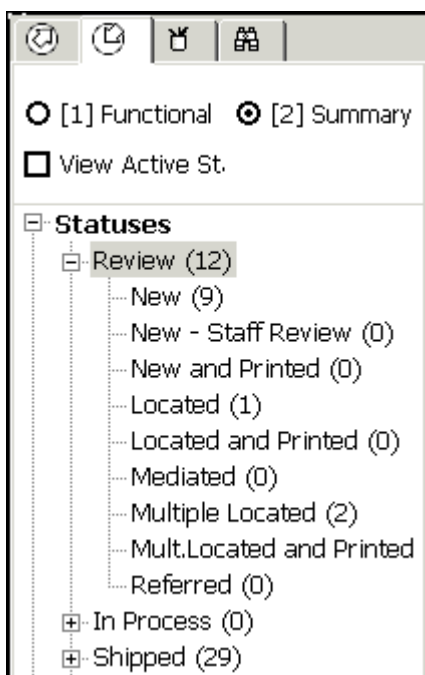 [1] Functional [2] Summary
View Active St.
Statuses
Review (12)
New (9)
New - Staff Review (0)
New and Printed (0)
Located (1)
Located and Printed (0)
Mediated (0)
Multiple Located (2)
Mult.Located and Printed
Referred (0)
In Process (0)
Shipped (29)